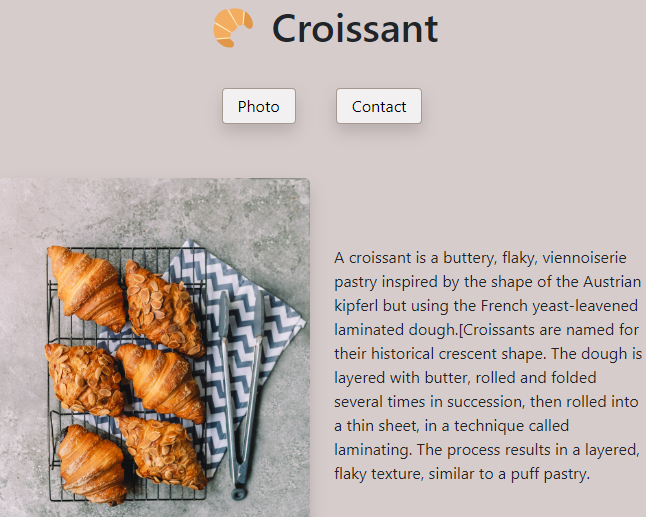 Croissant
Photo
Contact
A croissant is a buttery, flaky, viennoiserie
pastry inspired by the shape of the Austrian
kipferl but using the French yeast-leavened
laminated dough.[Croissants are named for
their historical crescent shape. The dough is
layered with butter, rolled and folded
several times in succession, then rolled into
a thin sheet, in a technique called
laminating. The process results in a layered,
flaky texture, similar to a puff pastry.